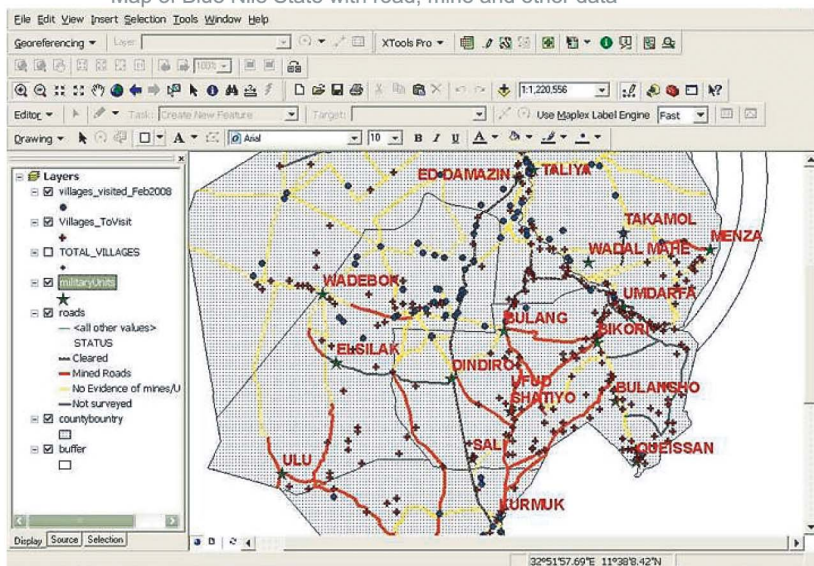 Map of Blue Nile State with road, mine and other data
File Edit View Insert Selection Tools Window Help
Georeferencing Layer: XTools Pro
100%
1:1,220,556
Editor Task: Create New Feature Target: Use Maplex Label Engine Fast
Drawing A Arial 10 B I U A
Layers
villages_visited_Feb2008
Villages_ToVisit
TOTAL_VILLAGES
militaryUnits
roads
<all other values>
STATUS
Cleared
Mined Roads
No Evidence of mines/U
Not surveyed
countybountry
buffer
Display Source Selection
ED DAMAZIN TALIYA
TAKAMOL
WADAL MAHE MENZA
WADEBOK
UMDARFA
BULANG
BIKORI
ELSILAK
DINDIRO
UFUD
SHATIYO
BULANSHO
SALI
QUEISSAN
ULU
KURMUK
32°51'57.69"E 11°38'8.42"N